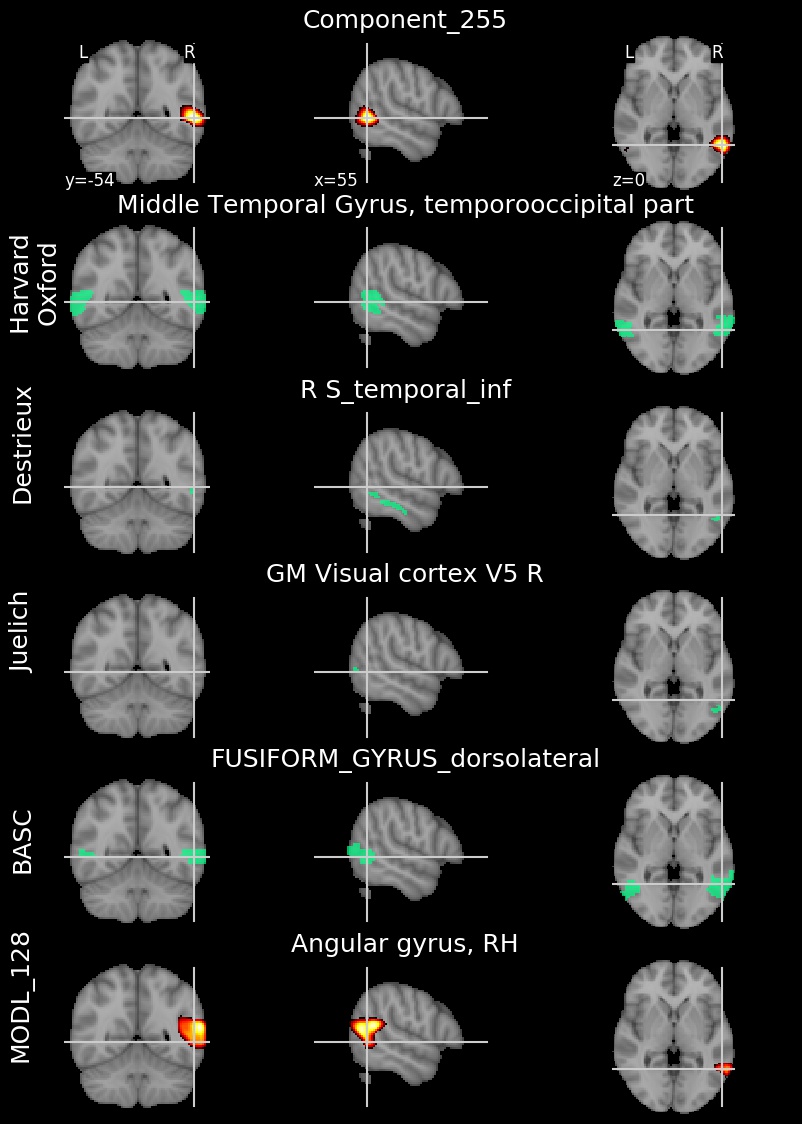 Component_255
L R L R
y=-54 x=55 z=0
Middle Temporal Gyrus, temporooccipital part
Harvard
Oxford
R S_temporal_inf
Destrieux
GM Visual cortex V5 R
Juelich
FUSIFORM_GYRUS_dorsolateral
BASC
Angular gyrus, RH
MODL_128